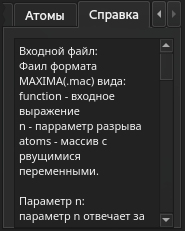 Атомы
Справка
Входной файл:
Фаил формата
MAXIMA(.mac) вида:
function - входное
выражение
n - парраметр разрыва
atoms - массив с
рвущимися
переменными.
Параметр n:
параметр n отвечает за